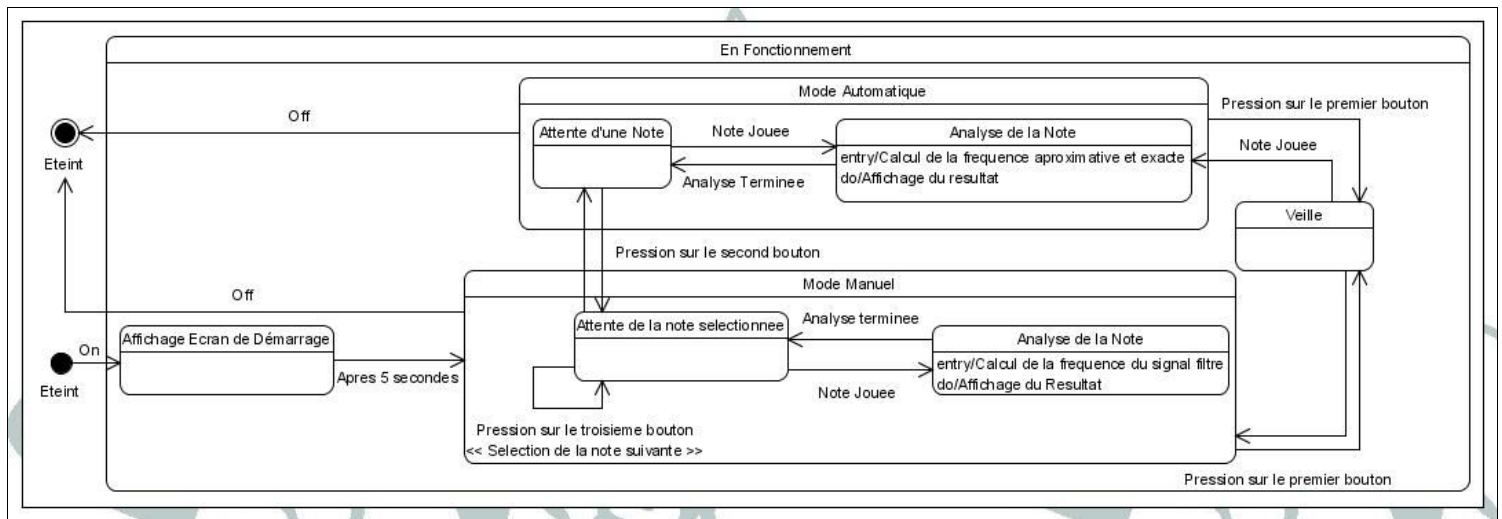 En Fonctionnement
Mode Automatique
Off
Eteint
Attente d'une Note
Note Jouee
Analyse Terminee
Analyse de la Note
entry/Calcul de la frequence aproximative et exacte
do/Affichage du resultat
Pression sur le premier bouton
Note Jouee
Veille
Pression sur le second bouton
Mode Manuel
Off
On
Eteint
Affichage Ecran de Démarrage
Apres 5 secondes
Attente de la note selectionnee
Analyse terminee
Note Jouee
Analyse de la Note
entry/Calcul de la frequence du signal filtre
do/Affichage du Resultat
Pression sur le troisieme bouton
<< Selection de la note suivante >>
Pression sur le premier bouton